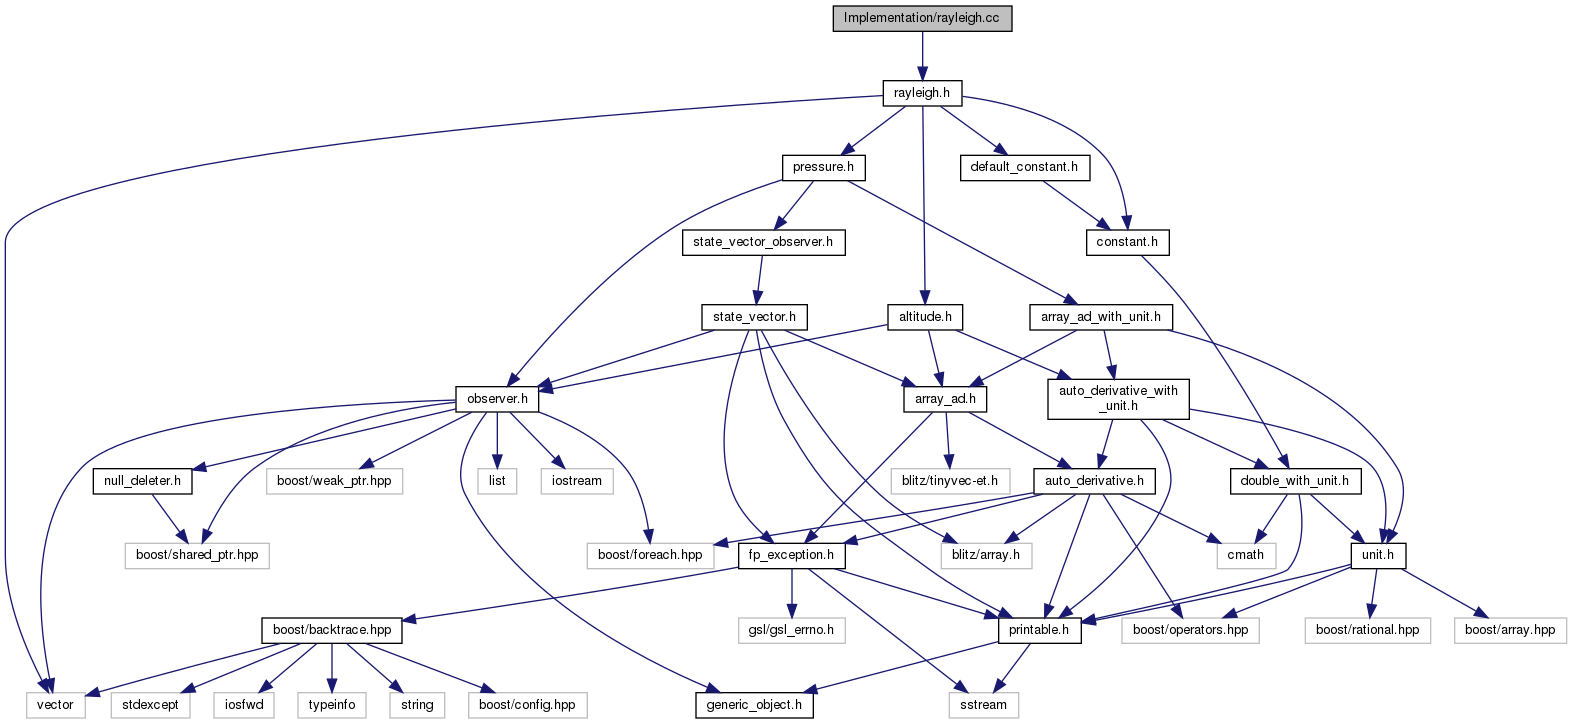 Implementation/rayleigh.cc
rayleigh.h
pressure.h
default_constant.h
state_vector_observer.h
constant.h
state_vector.h
altitude.h
array_ad_with_unit.h
observer.h
array_ad.h
auto_derivative_with
_unit.h
null_deleter.h
boost/weak_ptr.hpp
list
iostream
blitz/tinyvec-et.h
auto_derivative.h
double_with_unit.h
boost/shared_ptr.hpp
boost/foreach.hpp
fp_exception.h
blitz/array.h
cmath
unit.h
boost/backtrace.hpp
gsl/gsl_errno.h
printable.h
boost/operators.hpp
boost/rational.hpp
boost/array.hpp
vector
stdexcept
iosfwd
typeinfo
string
boost/config.hpp
generic_object.h
sstream